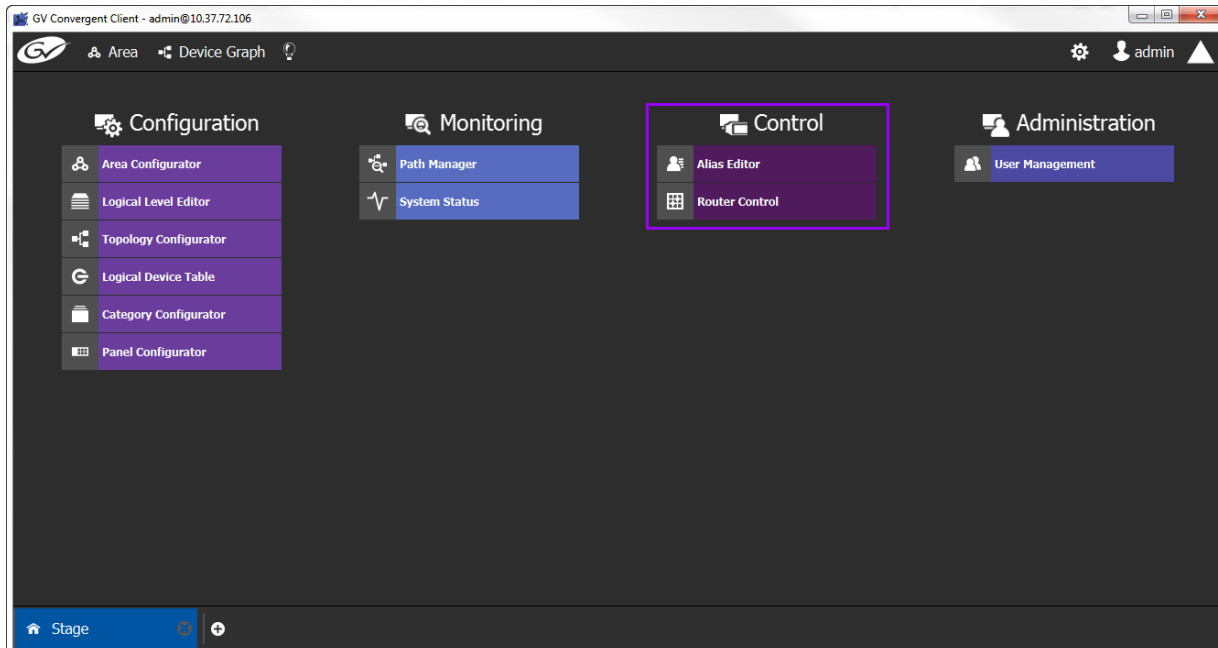 GV Convergent Client - admin@10.37.72.106
GV
Area
Device Graph
admin
Configuration
Area Configurator
Logical Level Editor
Topology Configurator
Logical Device Table
Category Configurator
Panel Configurator
Monitoring
Path Manager
System Status
Control
Alias Editor
Router Control
Administration
User Management
Stage